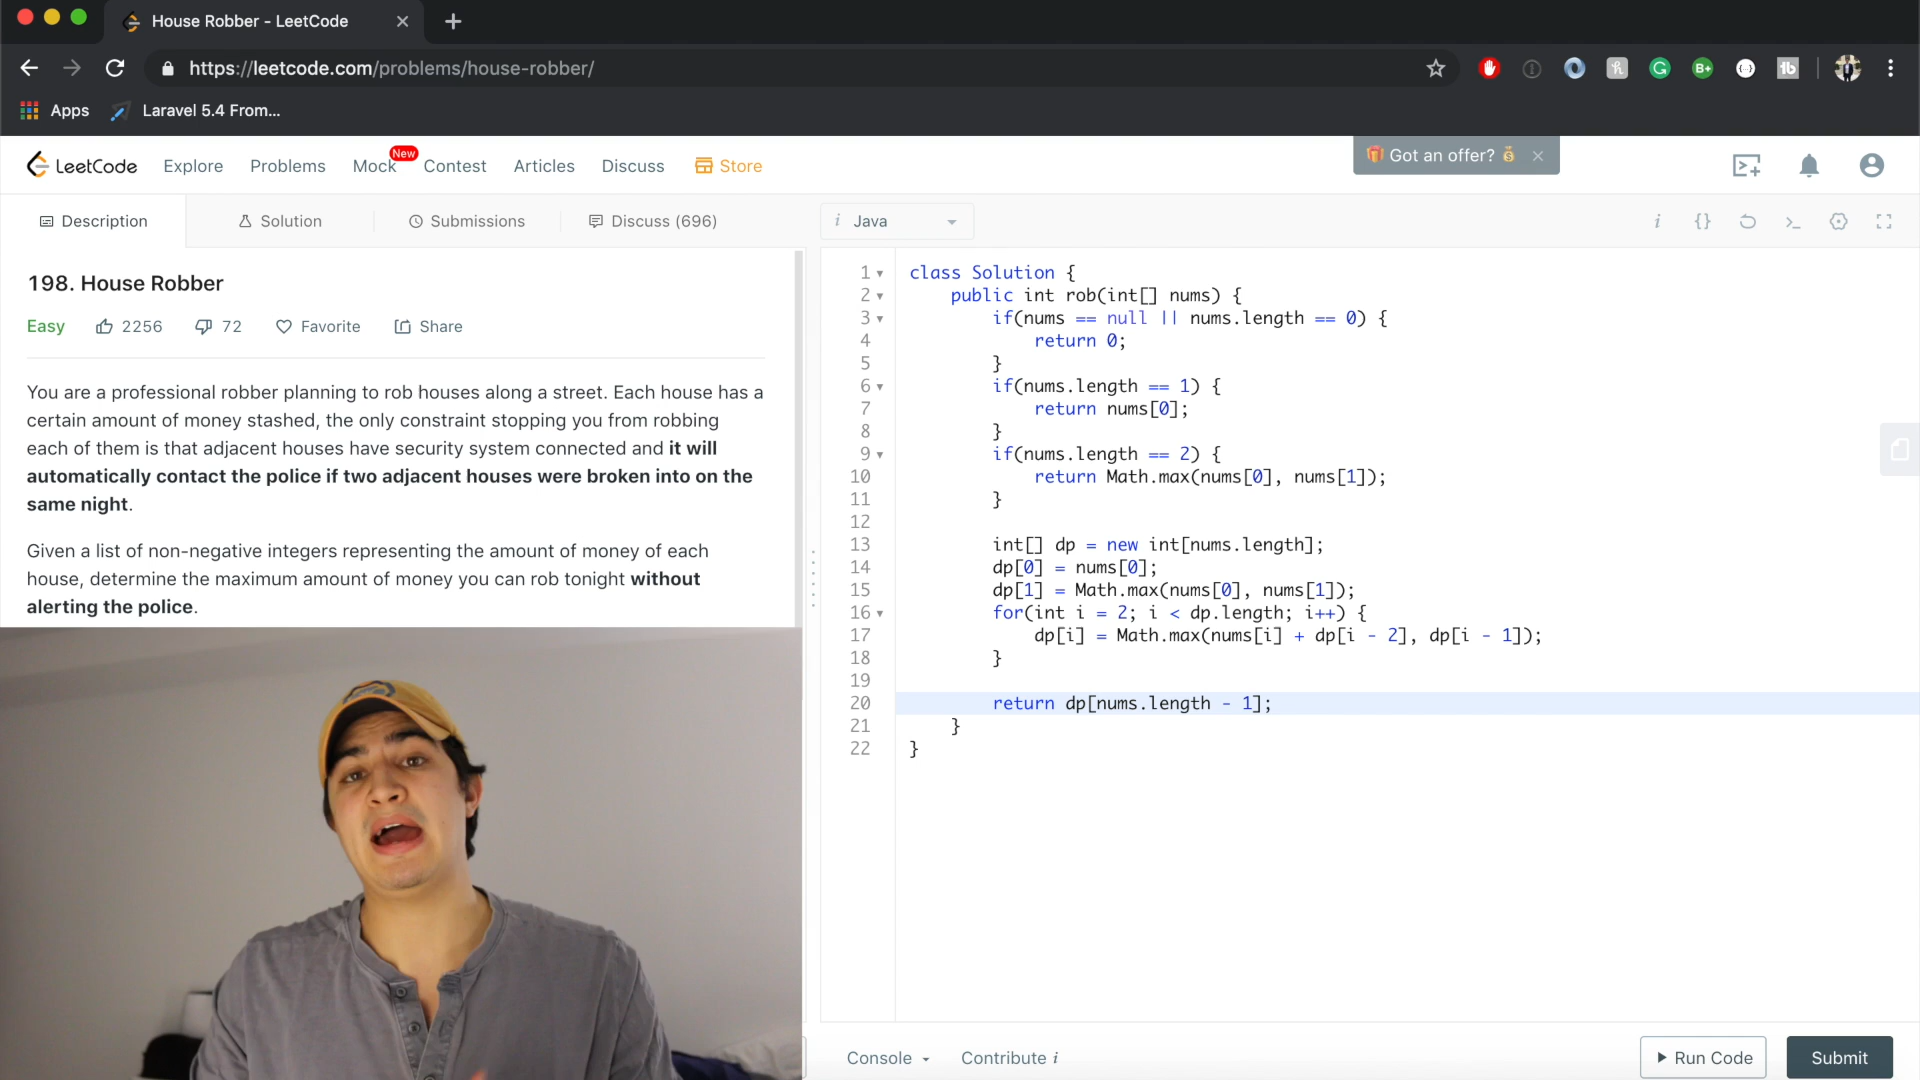 House Robber - LeetCode
https://leetcode.com/problems/house-robber/
Apps Laravel 5.4 From...
LeetCode Explore Problems Mock New Contest Articles Discuss Store Got an offer?
Description Solution Submissions Discuss (696) i Java
198. House Robber
Easy 2256 72 Favorite Share
You are a professional robber planning to rob houses along a street. Each house has a
certain amount of money stashed, the only constraint stopping you from robbing
each of them is that adjacent houses have security system connected and it will
automatically contact the police if two adjacent houses were broken into on the
same night.
Given a list of non-negative integers representing the amount of money of each
house, determine the maximum amount of money you can rob tonight without
alerting the police.
1 class Solution {
2 public int rob(int[] nums) {
3 if(nums == null || nums.length == 0) {
4 return 0;
5 }
6 if(nums.length == 1) {
7 return nums[0];
8 }
9 if(nums.length == 2) {
10 return Math.max(nums[0], nums[1]);
11 }
12
13 int[] dp = new int[nums.length];
14 dp[0] = nums[0];
15 dp[1] = Math.max(nums[0], nums[1]);
16 for(int i = 2; i < dp.length; i++) {
17 dp[i] = Math.max(nums[i] + dp[i - 2], dp[i - 1]);
18 }
19
20 return dp[nums.length - 1];
21 }
22 }
Console Contribute i Run Code Submit